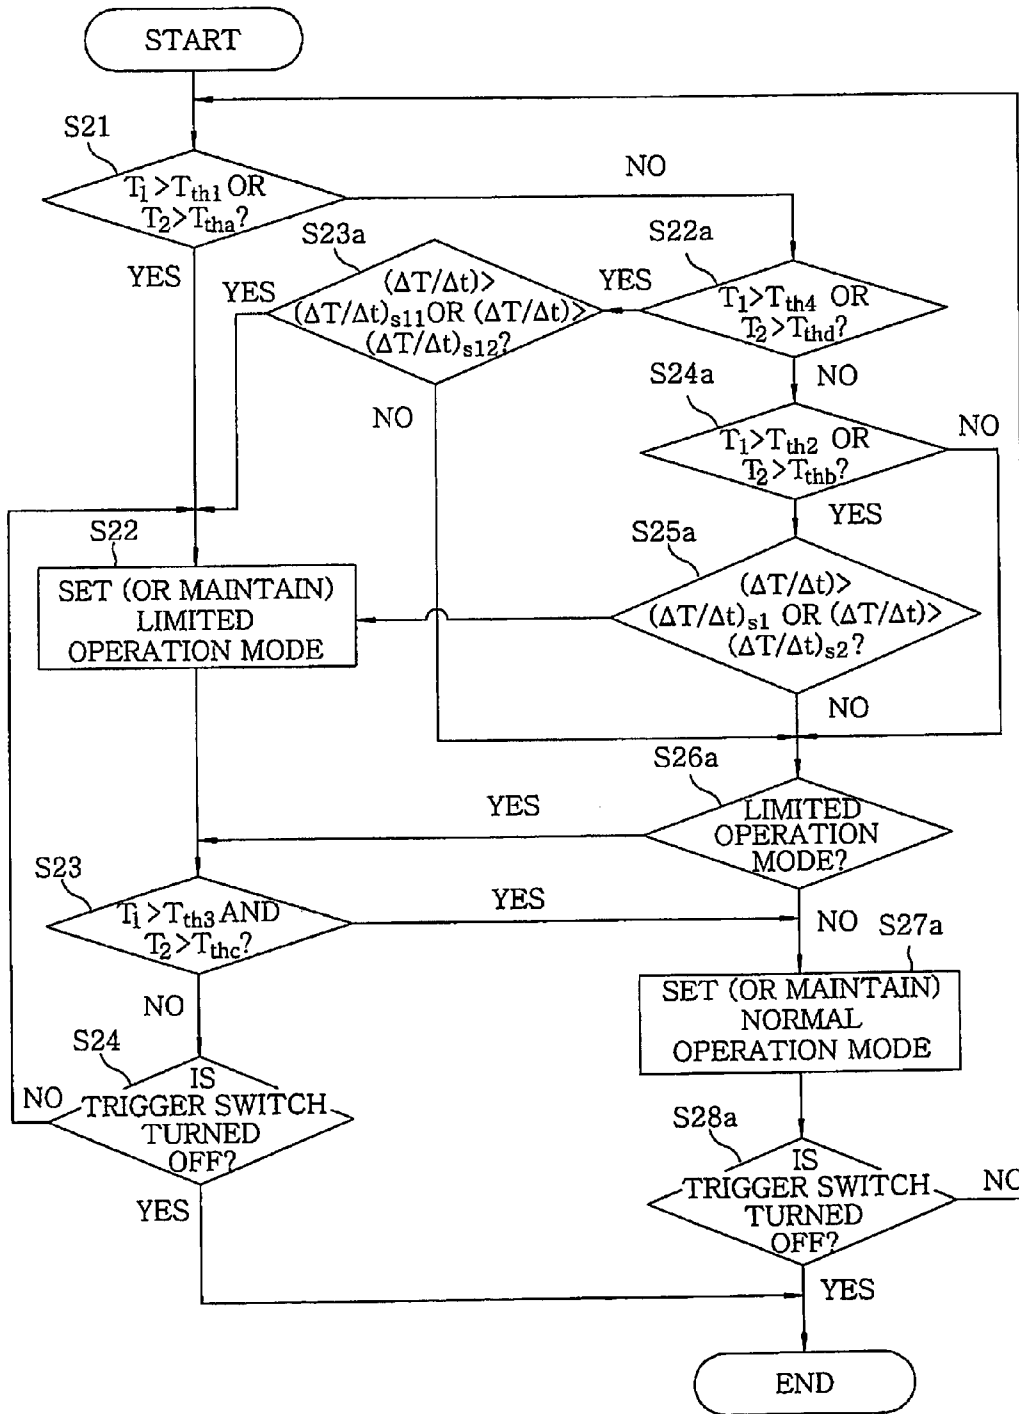 START
S21
T1>Tth1 OR
T2>Ttha?
NO
YES
S23a
(ΔT/Δt)>
(ΔT/Δt)s11 OR (ΔT/Δt)>
(ΔT/Δt)s12?
YES
NO
S22a
T1>Tth4 OR
T2>Tthd?
YES
NO
S24a
T1>Tth2 OR
T2>Tthb?
NO
YES
S22
SET (OR MAINTAIN)
LIMITED
OPERATION MODE
S25a
(ΔT/Δt)>
(ΔT/Δt)s1 OR (ΔT/Δt)>
(ΔT/Δt)s2?
NO
S26a
LIMITED
OPERATION
MODE?
YES
NO
S23
T1>Tth3 AND
T2>Tthc?
YES
NO
S27a
SET (OR MAINTAIN)
NORMAL
OPERATION MODE
S24
IS
TRIGGER SWITCH
TURNED
OFF?
NO
YES
S28a
IS
TRIGGER SWITCH
TURNED
OFF?
NO
YES
END